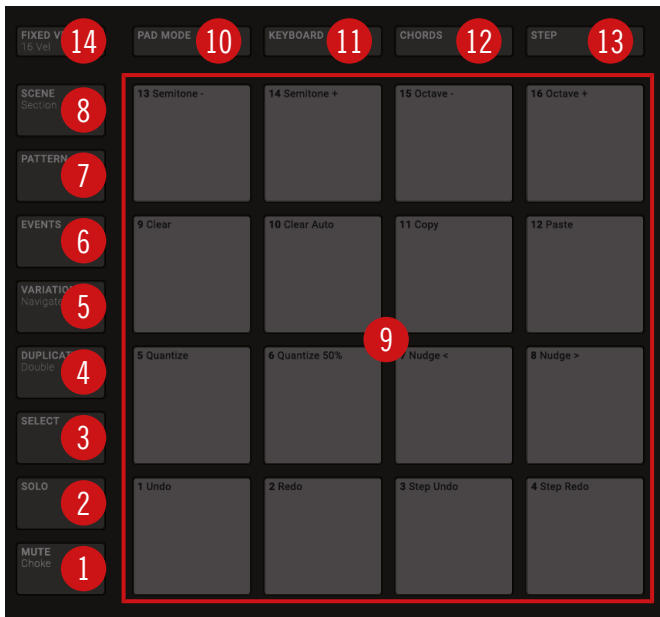 FIXED
16 Vel
14
PAD MODE
10
KEYBOARD
11
CHORDS
12
STEP
13
SCENE
Section
8
13 Semitone -
14 Semitone +
15 Octave -
16 Octave +
PATTERN
7
EVENTS
6
9 Clear
10 Clear Auto
11 Copy
12 Paste
VARIATION
Navigate
5
9
DUPLICATE
Double
4
5 Quantize
6 Quantize 50%
7 Nudge <
8 Nudge >
SELECT
3
SOLO
2
1 Undo
2 Redo
3 Step Undo
4 Step Redo
MUTE
Choke
1